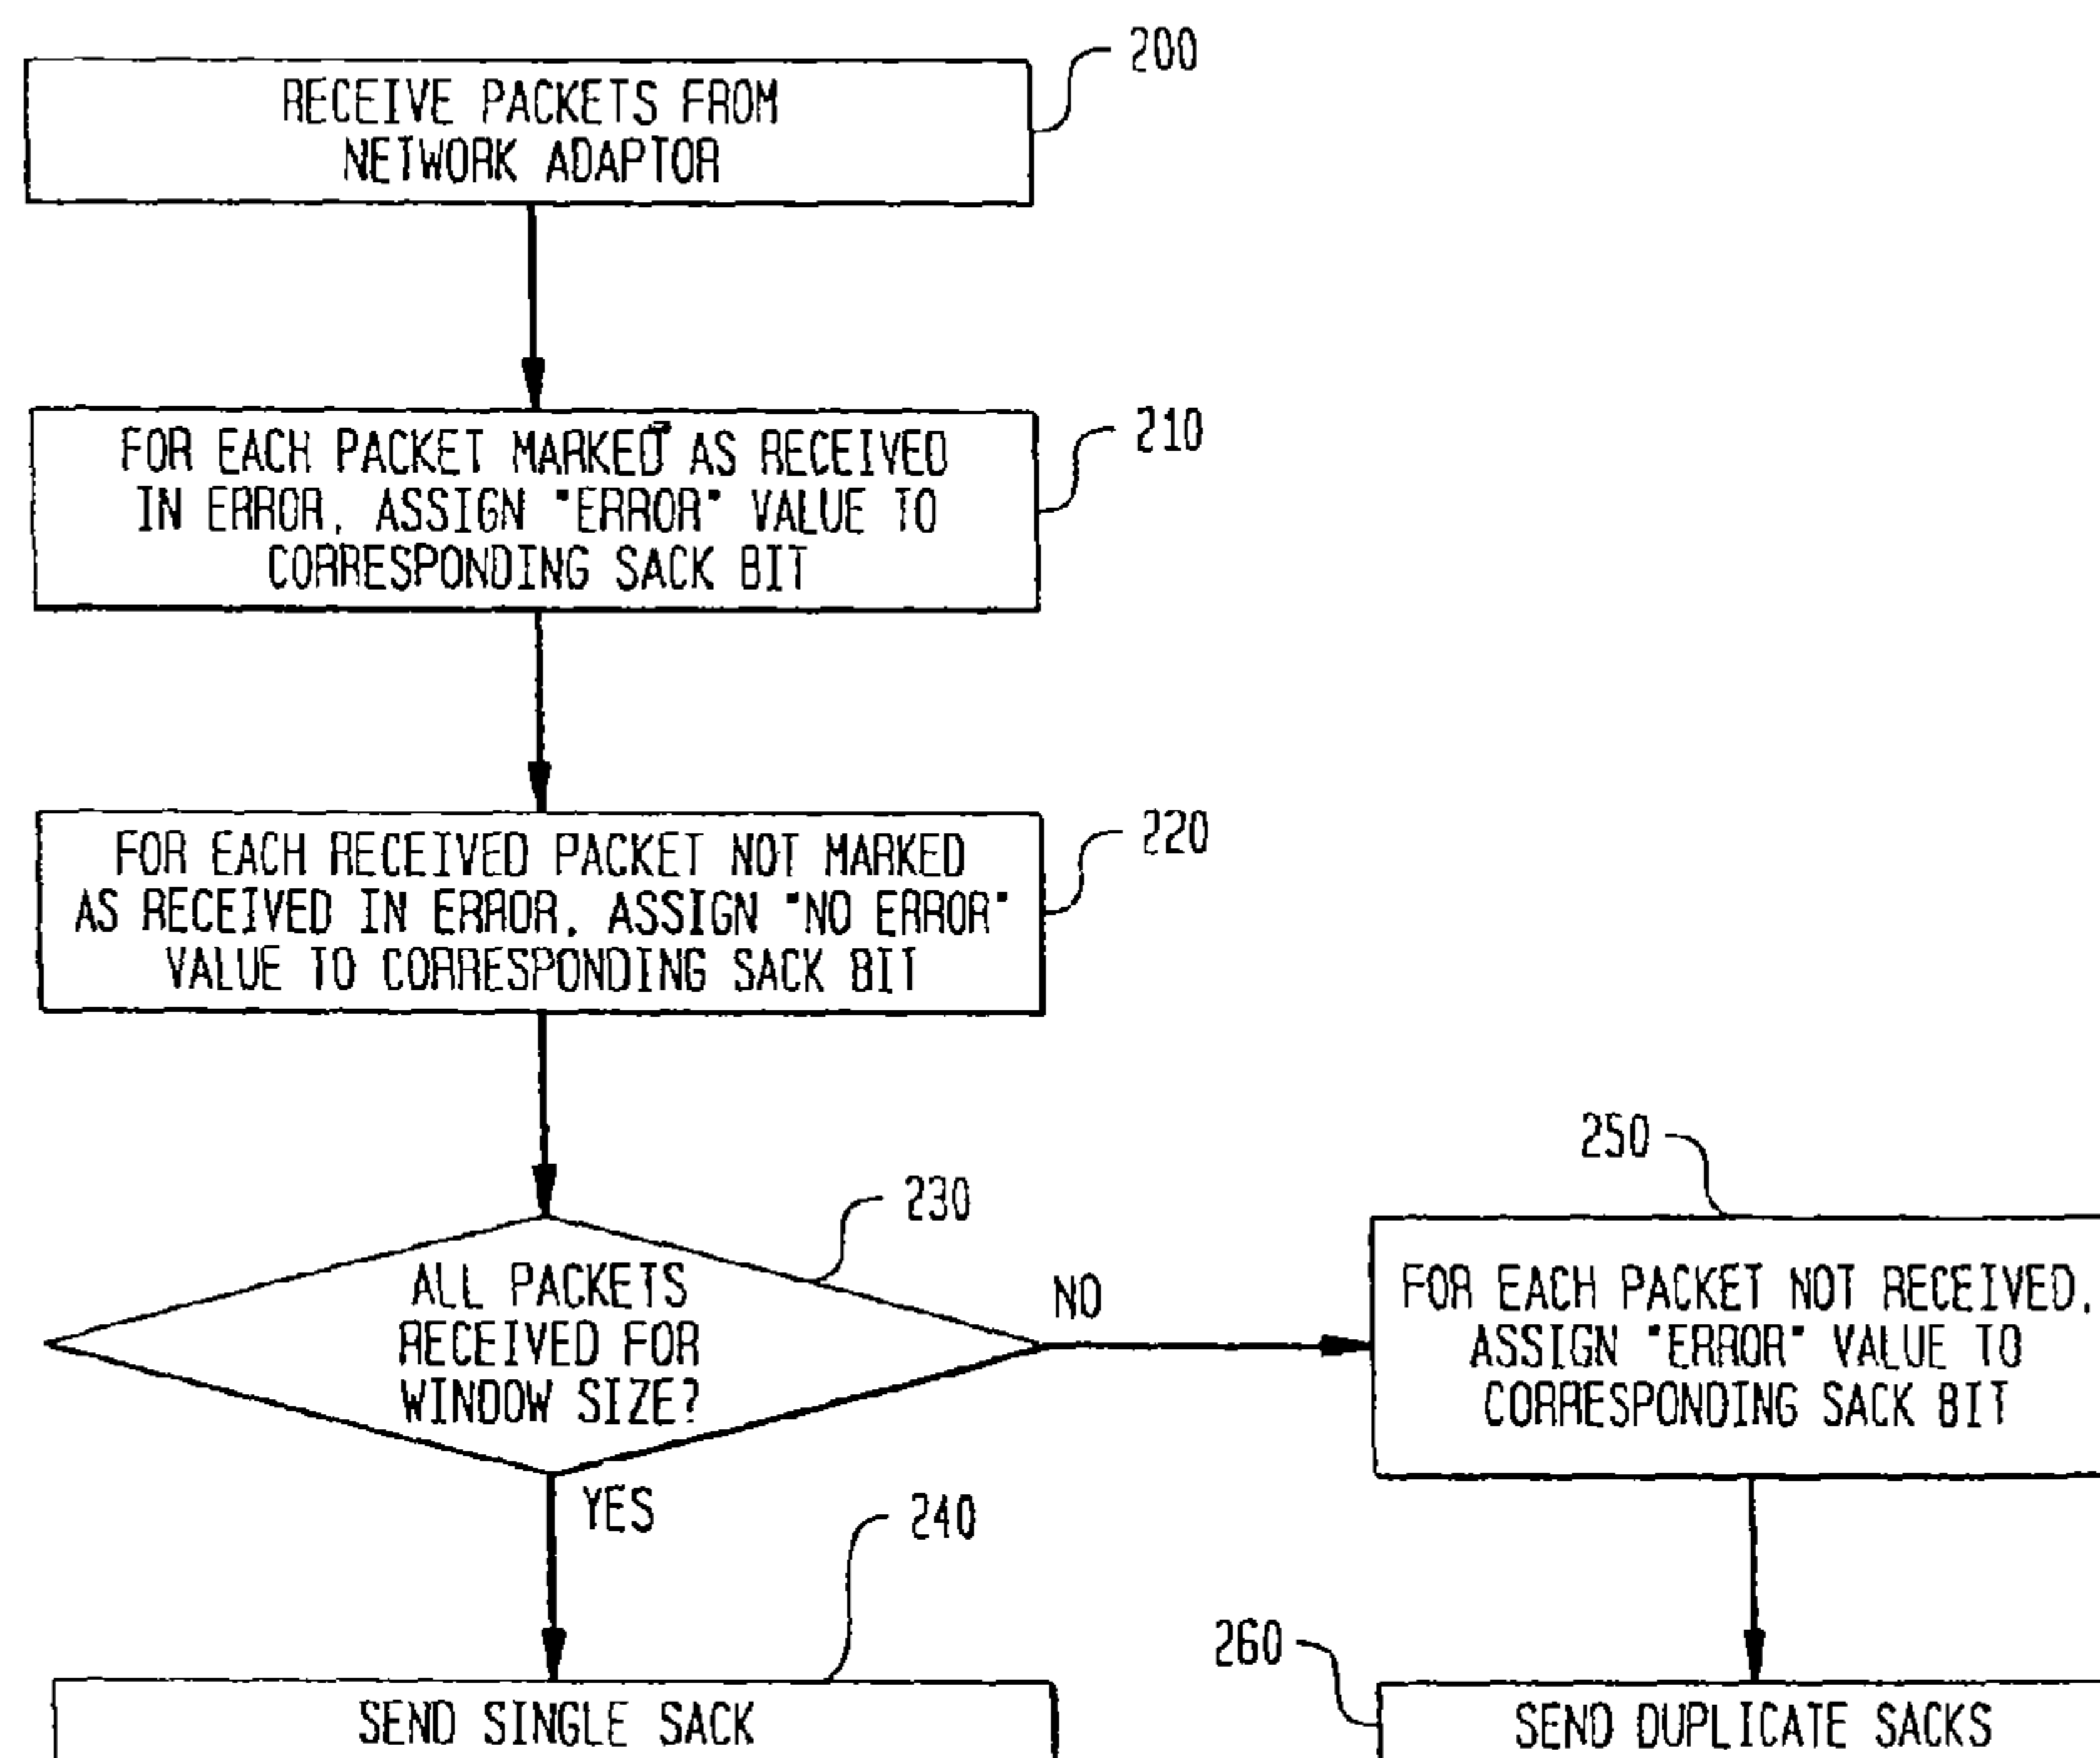 200
RECEIVE PACKETS FROM
NETWORK ADAPTOR
210
FOR EACH PACKET MARKED AS RECEIVED
IN ERROR, ASSIGN "ERROR" VALUE TO
CORRESPONDING SACK BIT
220
FOR EACH RECEIVED PACKET NOT MARKED
AS RECEIVED IN ERROR, ASSIGN "NO ERROR"
VALUE TO CORRESPONDING SACK BIT
230
ALL PACKETS
RECEIVED FOR
WINDOW SIZE?
NO
250
FOR EACH PACKET NOT RECEIVED,
ASSIGN "ERROR" VALUE TO
CORRESPONDING SACK BIT
YES
240
SEND SINGLE SACK
260
SEND DUPLICATE SACKS